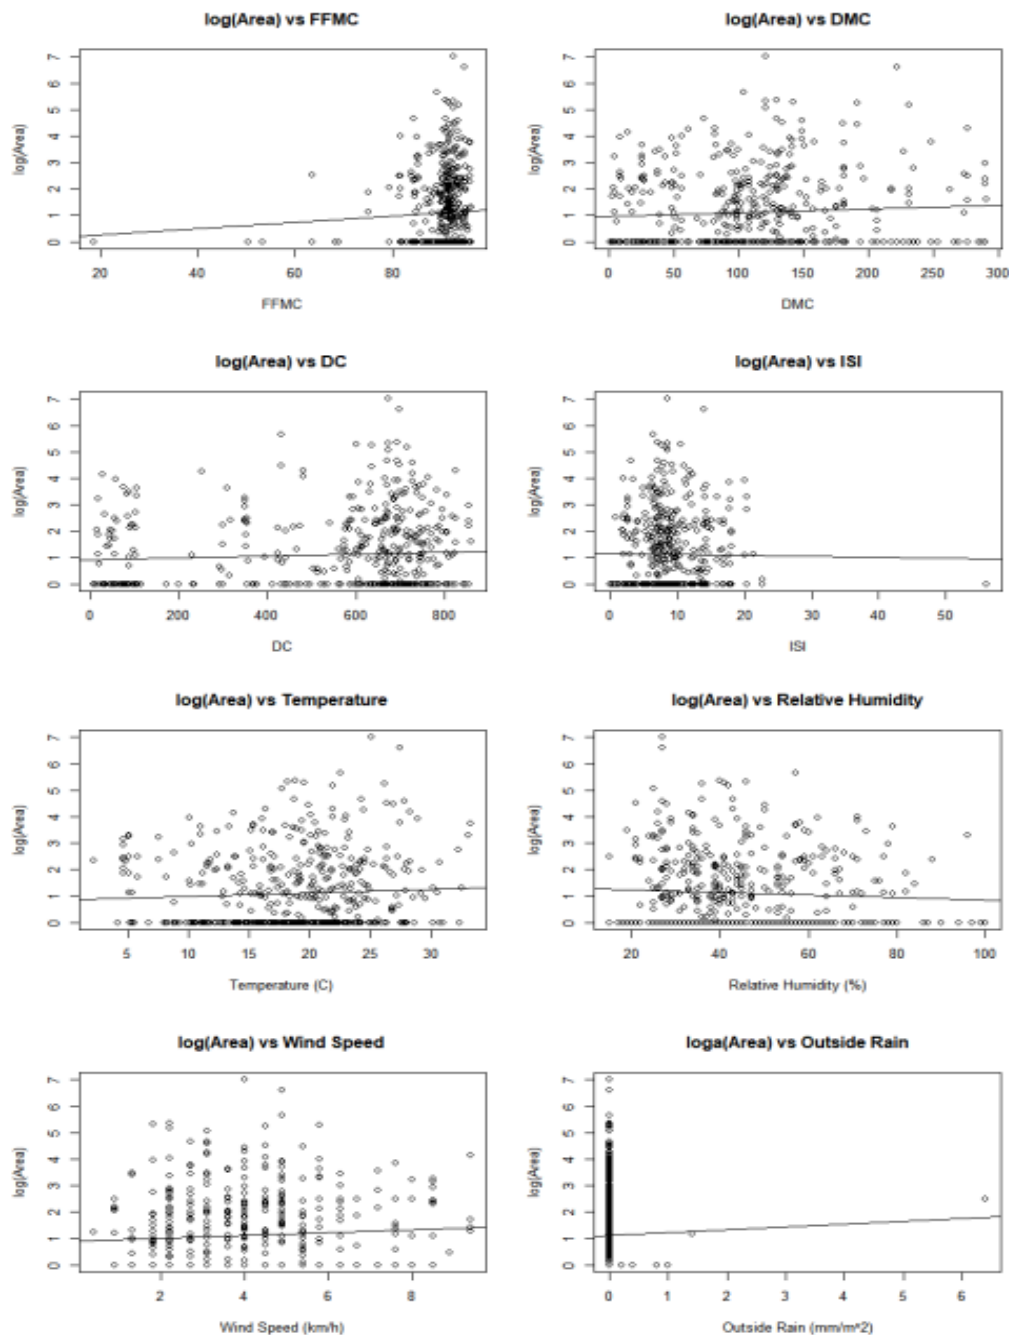 log(Area) vs FFMC
log(Area)
0 1 2 3 4 5 6 7
20 40 60 80
FFMC
log(Area) vs DMC
log(Area)
0 1 2 3 4 5 6 7
0 50 100 150 200 250 300
DMC
log(Area) vs DC
log(Area)
0 1 2 3 4 5 6 7
0 200 400 600 800
DC
log(Area) vs ISI
log(Area)
0 1 2 3 4 5 6 7
0 10 20 30 40 50
ISI
log(Area) vs Temperature
log(Area)
0 1 2 3 4 5 6 7
5 10 15 20 25 30
Temperature (C)
log(Area) vs Relative Humidity
log(Area)
0 1 2 3 4 5 6 7
20 40 60 80 100
Relative Humidity (%)
log(Area) vs Wind Speed
log(Area)
0 1 2 3 4 5 6 7
2 4 6 8
Wind Speed (km/h)
loga(Area) vs Outside Rain
log(Area)
0 1 2 3 4 5 6 7
0 1 2 3 4 5 6
Outside Rain (mm/m^2)